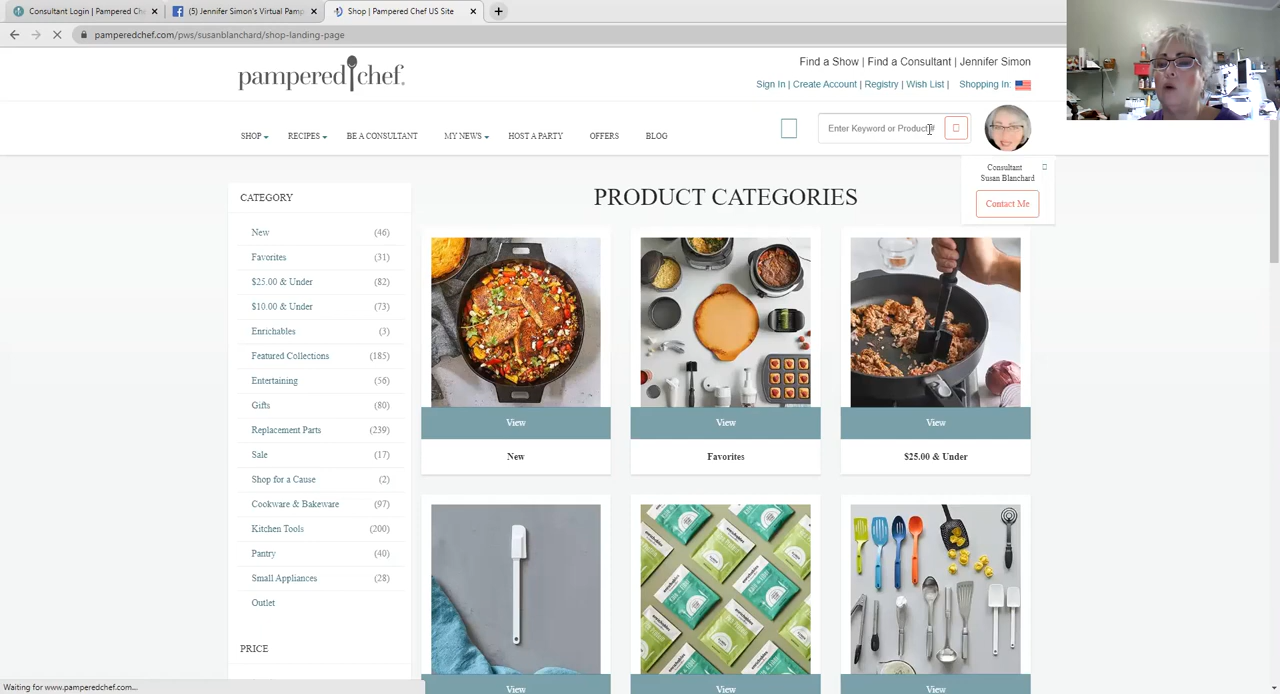 Consultant Login | Pampered Che
(5) Jennifer Simon's Virtual Pamp
Shop | Pampered Chef US Site
pamperedchef.com/pws/susanblanchard/shop-landing-page
pampered chef
Find a Show | Find a Consultant | Jennifer Simon
Sign In | Create Account | Registry | Wish List | Shopping In:
SHOP
RECIPES
BE A CONSULTANT
MY NEWS
HOST A PARTY
OFFERS
BLOG
Enter Keyword or Product#
Consultant
Susan Blanchard
Contact Me
CATEGORY
New (46)
Favorites (31)
$25.00 & Under (82)
$10.00 & Under (73)
Enrichables (3)
Featured Collections (185)
Entertaining (56)
Gifts (80)
Replacement Parts (239)
Sale (17)
Shop for a Cause (2)
Cookware & Bakeware (97)
Kitchen Tools (200)
Pantry (40)
Small Appliances (28)
Outlet
PRICE
PRODUCT CATEGORIES
View
New
View
Favorites
View
$25.00 & Under
View
View
View
Waiting for www.pamperedchef.com...